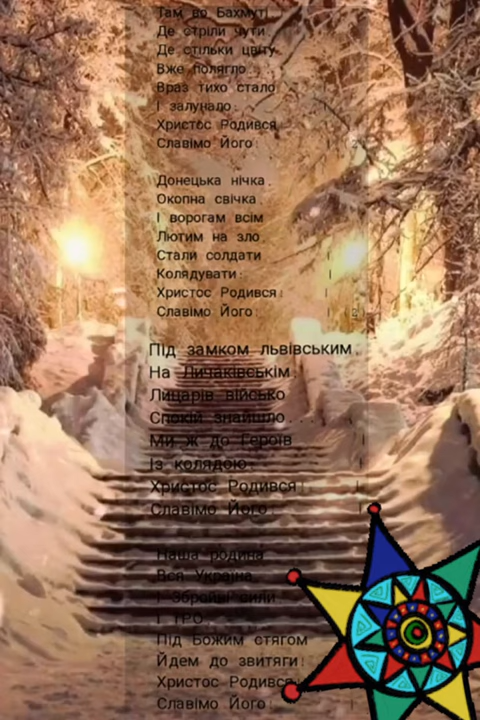 Там во Бахмуті
Де стріли чути
Де стільки цвіту
Вже полягло...
Враз тихо стало
І залунало:
Христос Родився
Славімо Його!
Донецька нічка.
Окопна свічка
І ворогам всім
Лютим на зло
Стали солдати
Колядувати:
Христос Родився!
Славімо Його!
Під замком львівським.
На Личаківськім,
Лицарів військо
Спокій знайшло....
Ми ж до Героїв
Із колядою:
Христос Родився!
Славімо Його!
Наша родина
Вся Україна
І Збройні сили
І ТРО
Під Божим стягом
Йдем до звитяги!
Христос Родився!
Славімо Його!